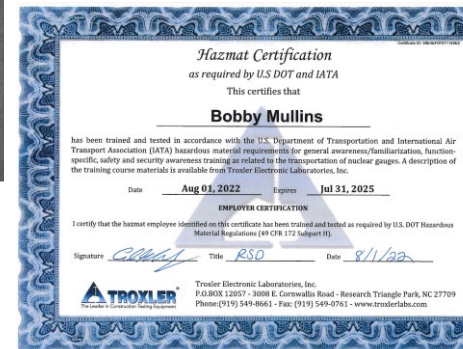 Hazmat Certification
as required by U.S DOT and IATA
This certifies that
Bobby Mullins
has been trained and tested in accordance with the U.S. Department of Transportation and International Air
Transport Association (IATA) hazardous material requirements for general awareness/familiarization, function-
specific, safety and security awareness training as related to the transportation of nuclear gauges. A description of
the training course materials is available from Troxler Electronic Laboratories, Inc.
Date Aug 01, 2022 Expires Jul 31, 2025
EMPLOYER CERTIFICATION
I certify that the hazmat employee identified on this certificate has been trained and tested as required by U.S. DOT Hazardous
Material Regulations (49 CFR 172 Subpart H).
Signature Title RSO Date 8/1/22
TROXLER
The Leader in Construction Testing Equipment
Troxler Electronic Laboratories, Inc.
P.O.BOX 12057 - 3008 E. Cornwallis Road - Research Triangle Park, NC 27709
Phone:(919) 549-8661 - Fax: (919) 549-0761 - www.troxlerlabs.com